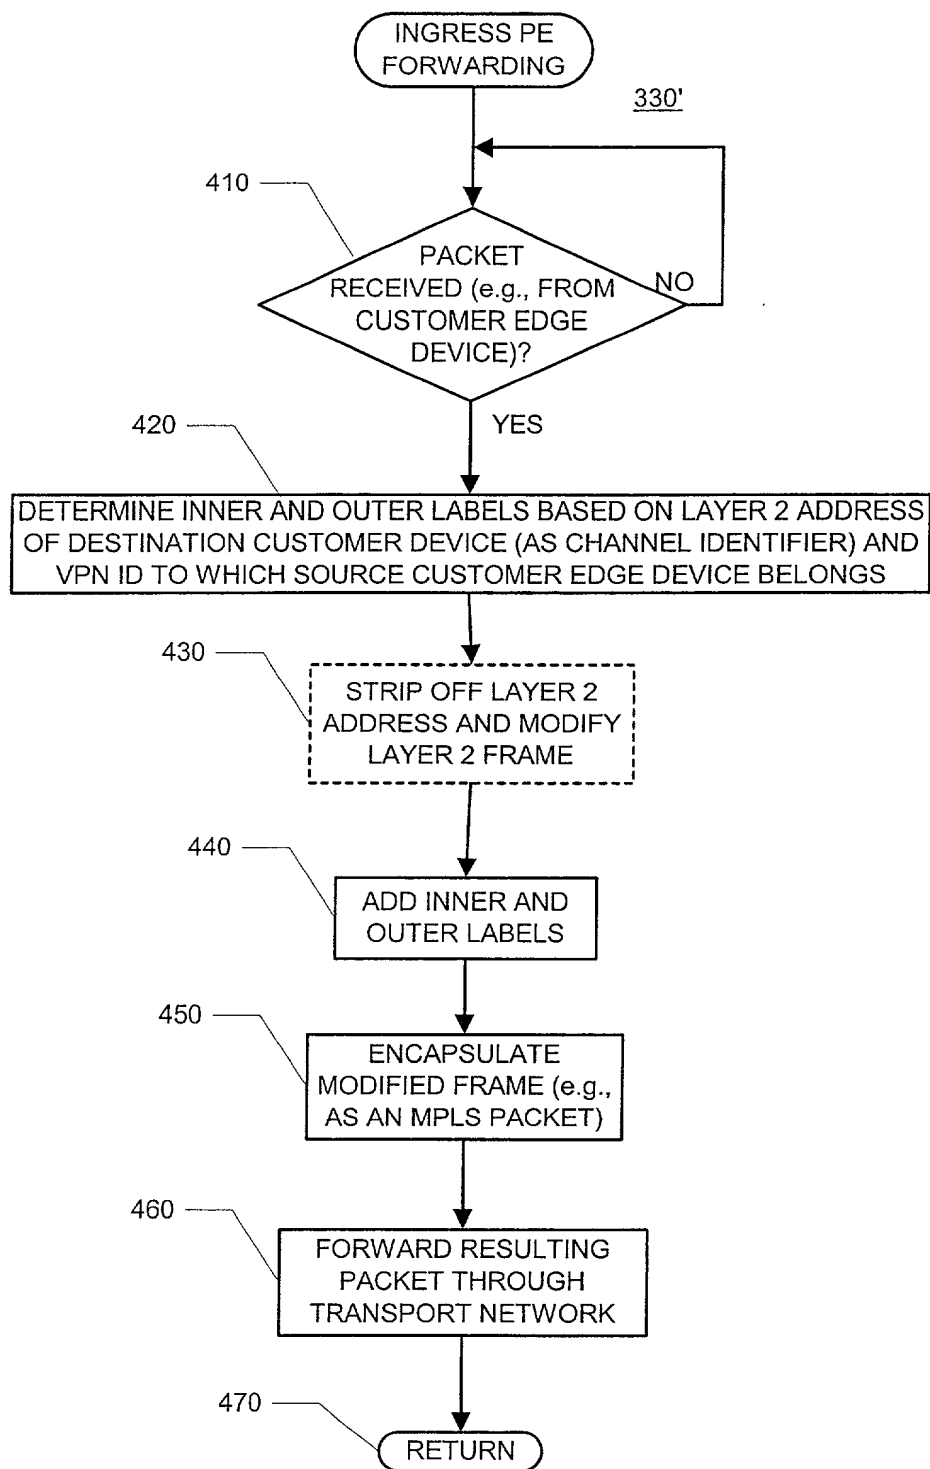 INGRESS PE
FORWARDING
330'
410
PACKET
RECEIVED (e.g., FROM
CUSTOMER EDGE
DEVICE)?
NO
YES
420
DETERMINE INNER AND OUTER LABELS BASED ON LAYER 2 ADDRESS
OF DESTINATION CUSTOMER DEVICE (AS CHANNEL IDENTIFIER) AND
VPN ID TO WHICH SOURCE CUSTOMER EDGE DEVICE BELONGS
430
STRIP OFF LAYER 2
ADDRESS AND MODIFY
LAYER 2 FRAME
440
ADD INNER AND
OUTER LABELS
450
ENCAPSULATE
MODIFIED FRAME (e.g.,
AS AN MPLS PACKET)
460
FORWARD RESULTING
PACKET THROUGH
TRANSPORT NETWORK
470
RETURN